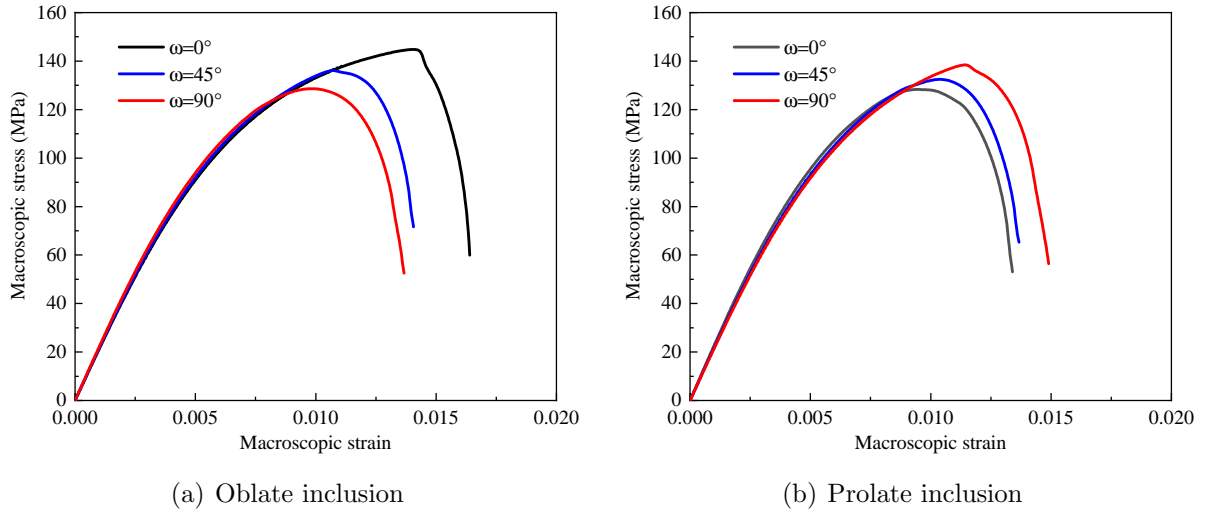 160
140
120
100
80
60
40
20
0
Macroscopic stress (MPa)
ω=0°
ω=45°
ω=90°
0.000 0.005 0.010 0.015 0.020
Macroscopic strain
(a) Oblate inclusion
160
140
120
100
80
60
40
20
0
Macroscopic stress (MPa)
ω=0°
ω=45°
ω=90°
0.000 0.005 0.010 0.015 0.020
Macroscopic strain
(b) Prolate inclusion